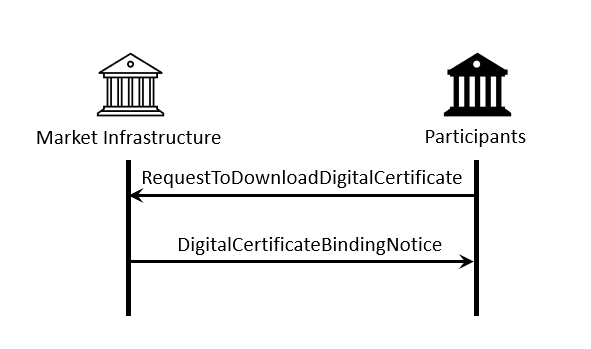 Market Infrastructure
Participants
RequestToDownloadDigitalCertificate
DigitalCertificateBindingNotice